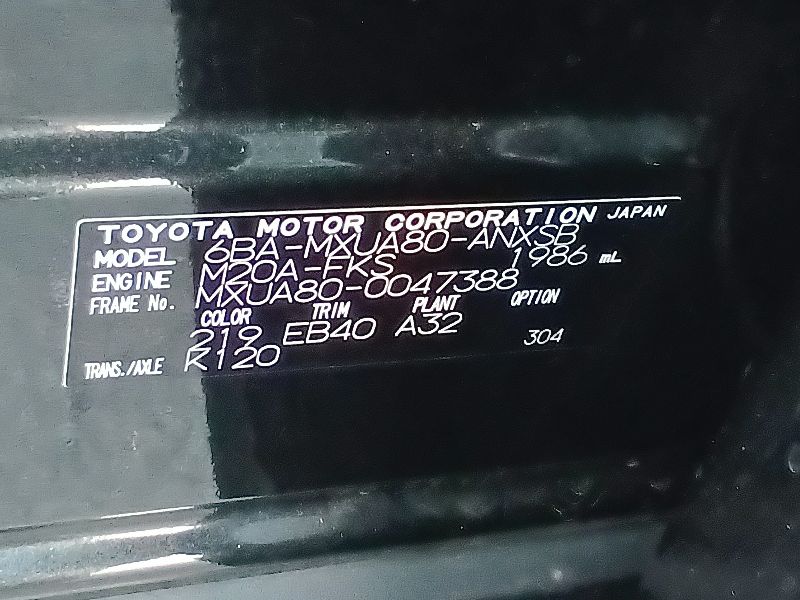 TOYOTA MOTOR CORPORATION JAPAN
MODEL 6BA-MXUA80-ANXSB
ENGINE M20A-FKS 1986 mL
FRAME No. MXUA80-0047388
COLOR TRIM PLANT OPTION
219 EB40 A32 304
TRANS./AXLE K120